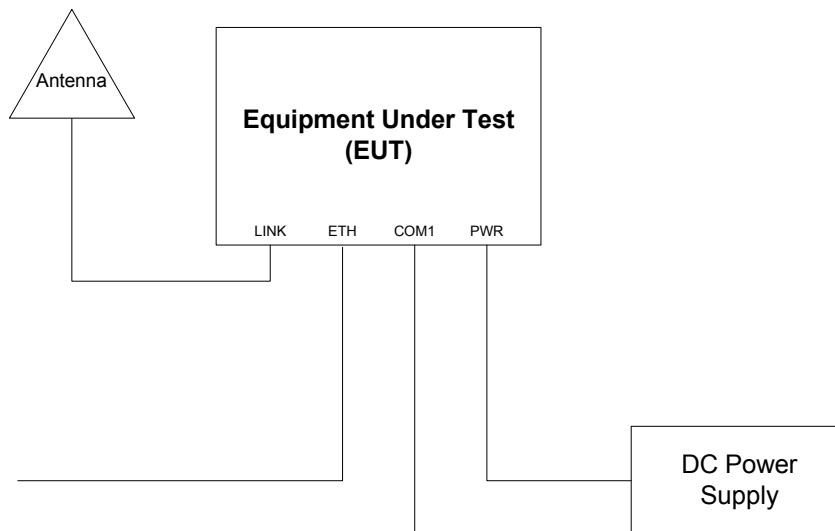 Antenna
Equipment Under Test
(EUT)
LINK ETH COM1 PWR
DC Power
Supply